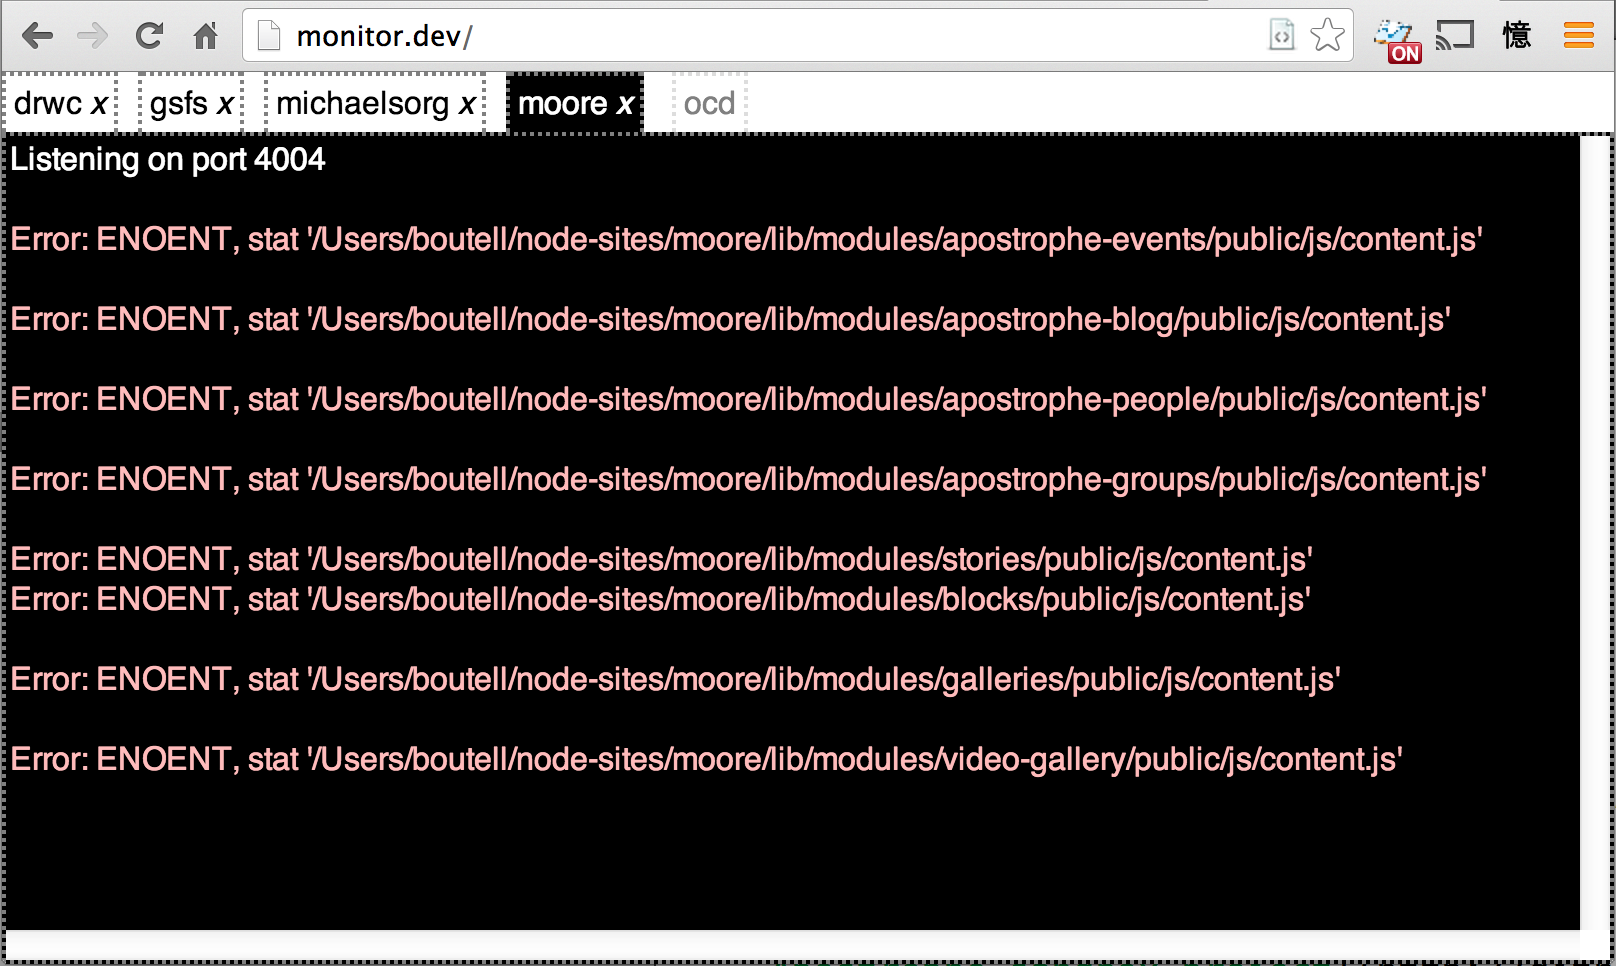 monitor.dev/
ON
憶
drwc x gsfs x michaelsorg x moore x ocd
Listening on port 4004
Error: ENOENT, stat '/Users/boutell/node-sites/moore/lib/modules/apostrophe-events/public/js/content.js'
Error: ENOENT, stat '/Users/boutell/node-sites/moore/lib/modules/apostrophe-blog/public/js/content.js'
Error: ENOENT, stat '/Users/boutell/node-sites/moore/lib/modules/apostrophe-people/public/js/content.js'
Error: ENOENT, stat '/Users/boutell/node-sites/moore/lib/modules/apostrophe-groups/public/js/content.js'
Error: ENOENT, stat '/Users/boutell/node-sites/moore/lib/modules/stories/public/js/content.js'
Error: ENOENT, stat '/Users/boutell/node-sites/moore/lib/modules/blocks/public/js/content.js'
Error: ENOENT, stat '/Users/boutell/node-sites/moore/lib/modules/galleries/public/js/content.js'
Error: ENOENT, stat '/Users/boutell/node-sites/moore/lib/modules/video-gallery/public/js/content.js'